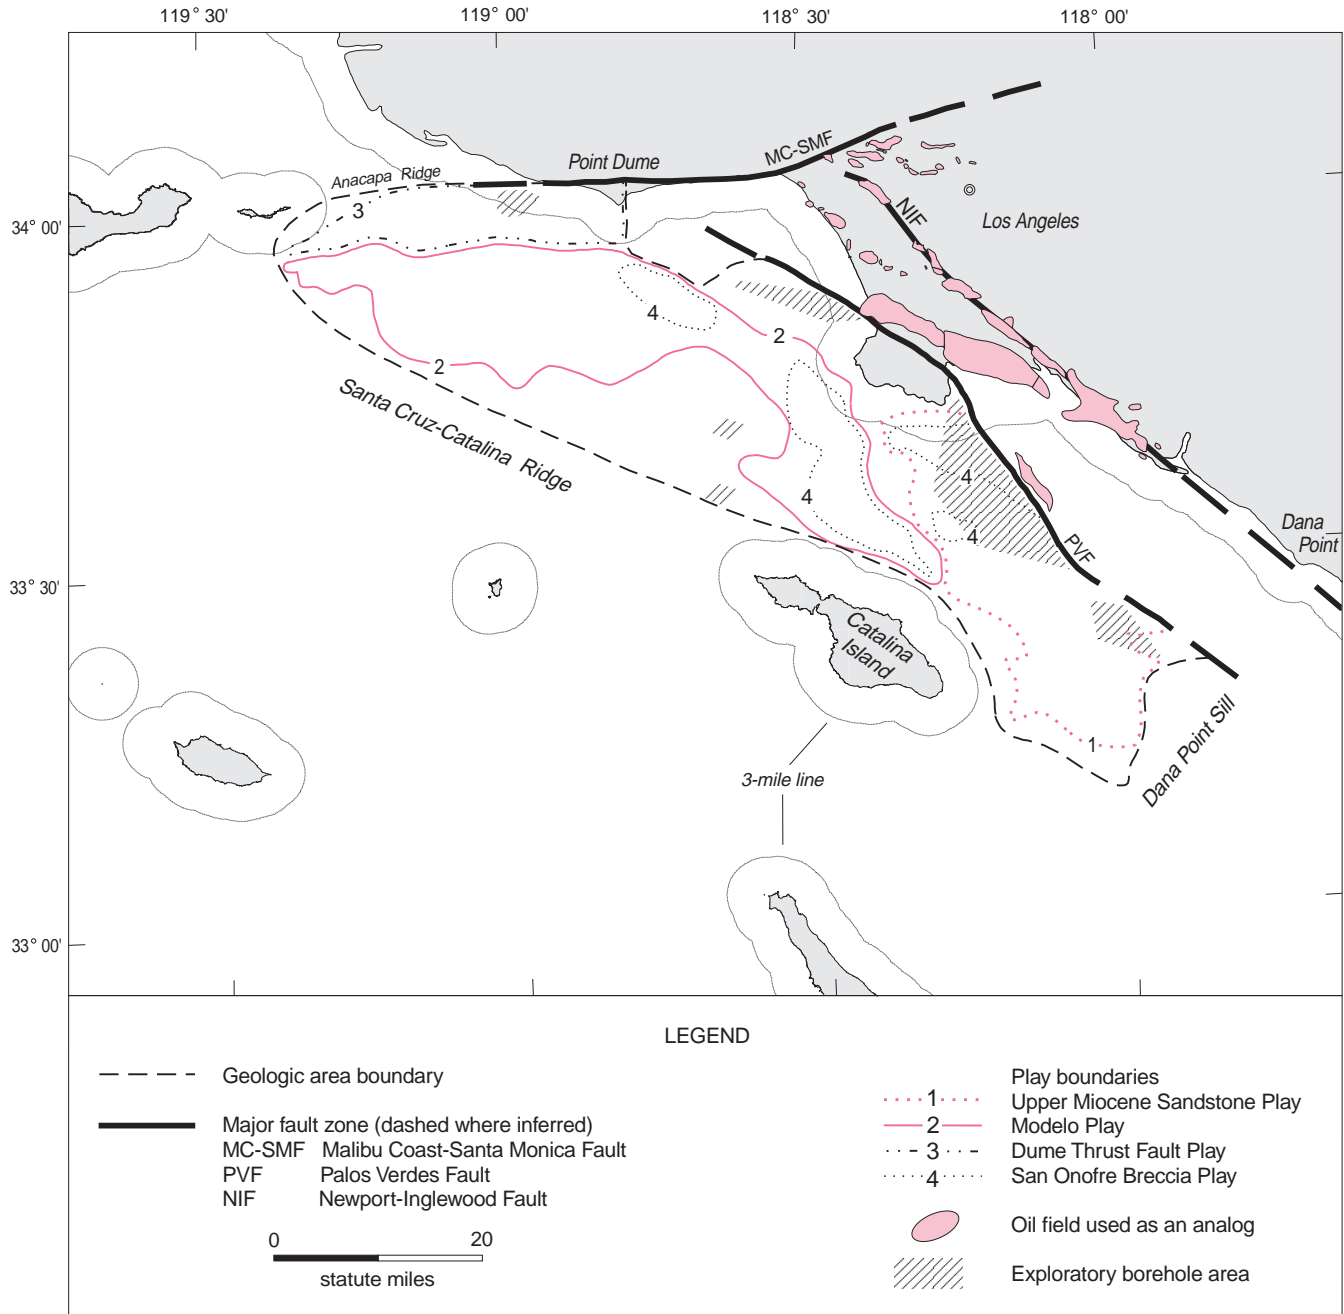 119° 30'
119° 00'
118° 30'
118° 00'
Point Dume
MC-SMF
Anacapa Ridge
3
NIF
Los Angeles
34° 00'
4
2
2
Santa Cruz-Catalina Ridge
4
4
4
PVF
Dana
Point
33° 30'
Catalina
Island
1
Dana Point Sill
3-mile line
33° 00'
LEGEND
Geologic area boundary
Major fault zone (dashed where inferred)
MC-SMF Malibu Coast-Santa Monica Fault
PVF Palos Verdes Fault
NIF Newport-Inglewood Fault
0 20
statute miles
Play boundaries
1 Upper Miocene Sandstone Play
2 Modelo Play
3 Dume Thrust Fault Play
4 San Onofre Breccia Play
Oil field used as an analog
Exploratory borehole area